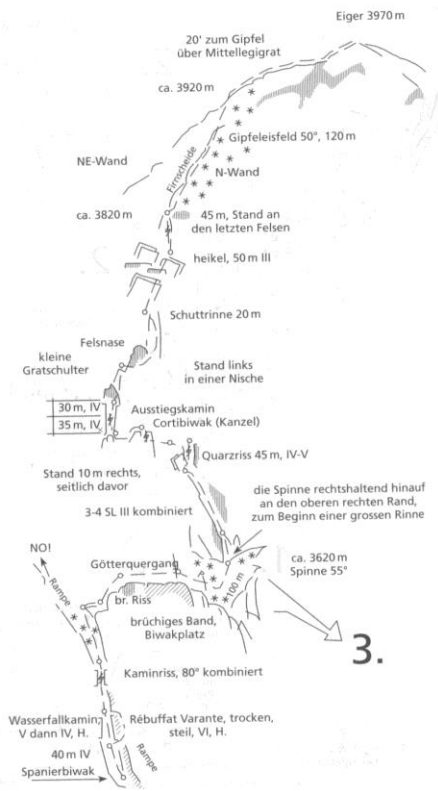 Eiger 3970 m
20' zum Gipfel
über Mittellegigrat
ca. 3920 m
Gipfeleisfeld 50°, 120 m
NE-Wand
Firnscheide
N-Wand
ca. 3820 m
45 m, Stand an
den letzten Felsen
heikel, 50 m III
Schuttrinne 20 m
Felsnase
kleine
Gratschulter
Stand links
in einer Nische
30 m, IV
35 m, IV
Ausstiegskamin
Cortibiwak (Kanzel)
Quarzriss 45 m, IV-V
Stand 10 m rechts,
seitlich davor
die Spinne rechtshaltend hinauf
an den oberen rechten Rand,
zum Beginn einer grossen Rinne
3-4 SL III kombiniert
NO!
Götterquergang
ca. 3620 m
Spinne 55°
100 m
Rampe
br. Riss
brüchiges Band,
Biwakplatz
3.
Kaminriss, 80° kombiniert
Wasserfallkamin,
V dann IV, H.
Rébuffat Varante, trocken,
steil, VI, H.
40 m IV
Rampe
Spanierbiwak